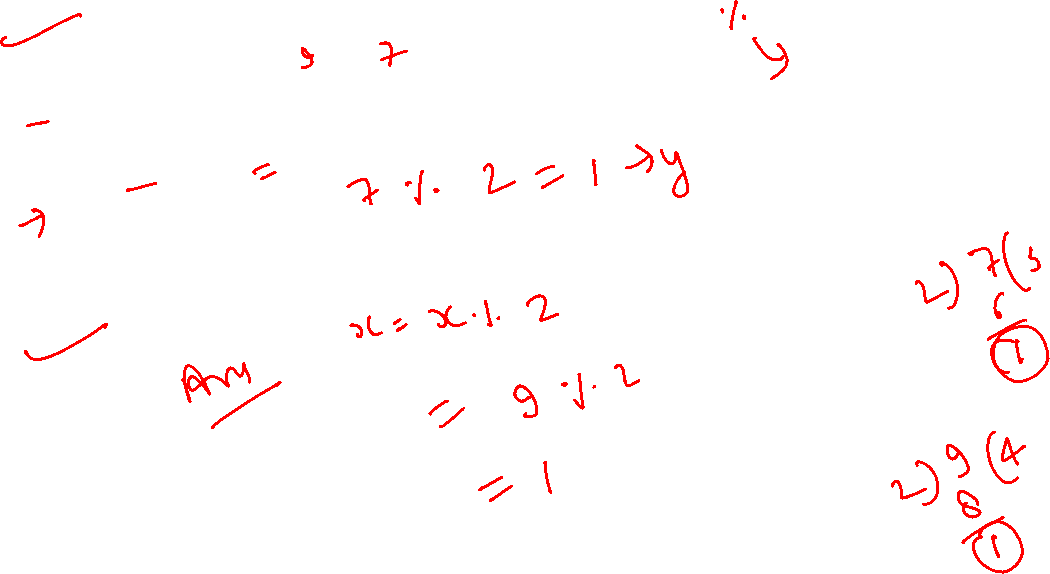 %
9 7
→
-
- = 7 % 2 = 1 → y
→
2) 7 (3
6
1
x = x % 2
Ans
= 9 % 2
= 1
2) 9 (4
8
1